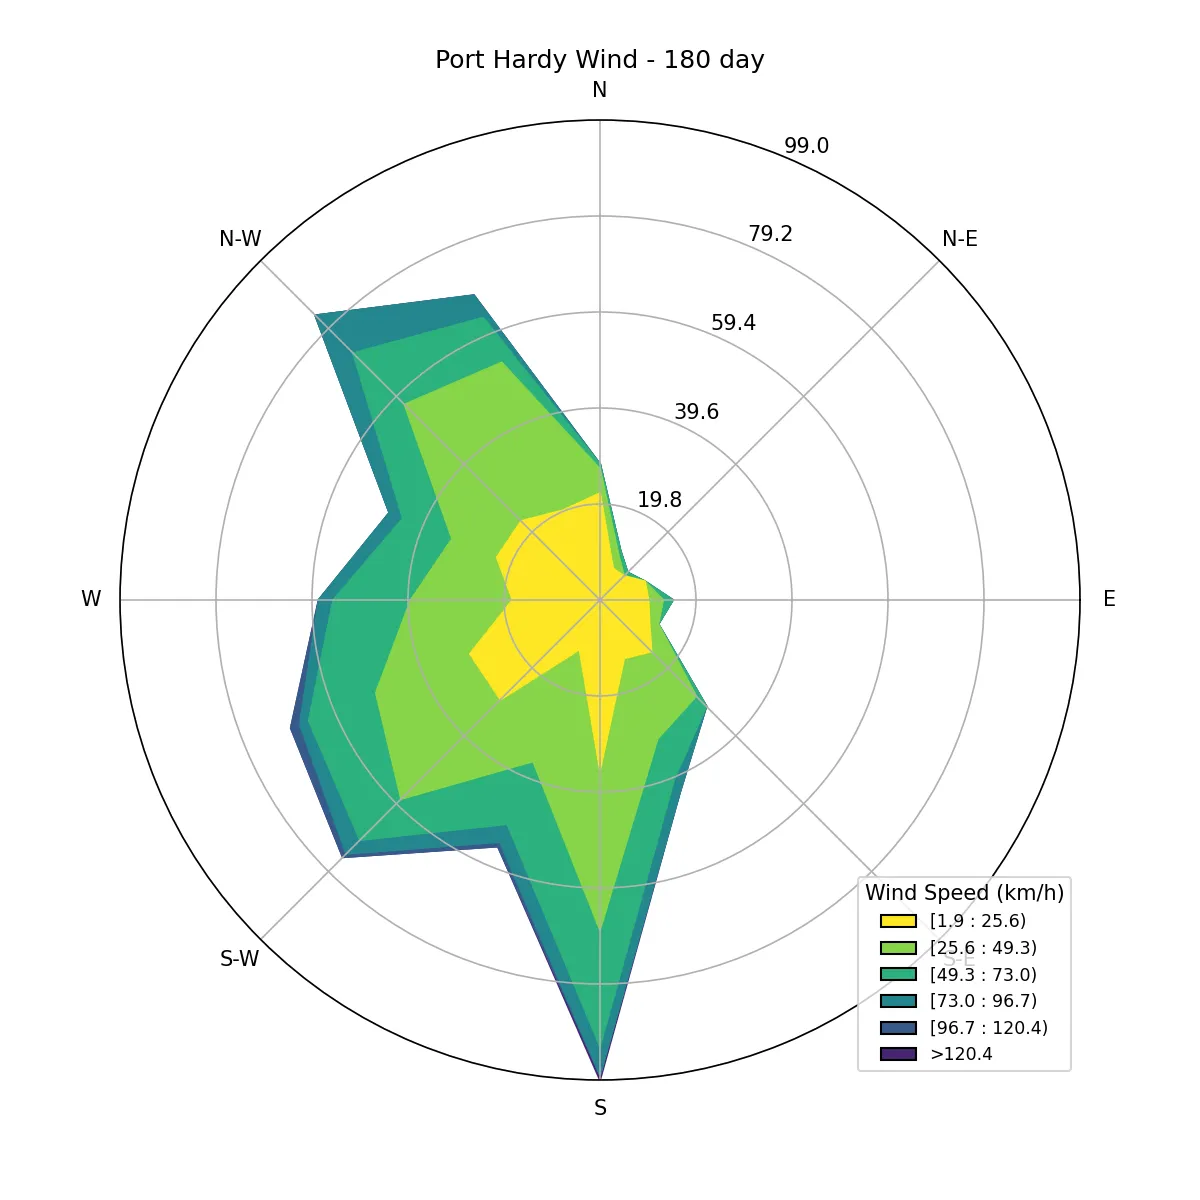 Port Hardy Wind - 180 day
N
99.0
N-W
79.2
N-E
59.4
39.6
19.8
W
E
S-W
S-E
Wind Speed (km/h)
[1.9 : 25.6)
[25.6 : 49.3)
[49.3 : 73.0)
[73.0 : 96.7)
[96.7 : 120.4)
>120.4
S